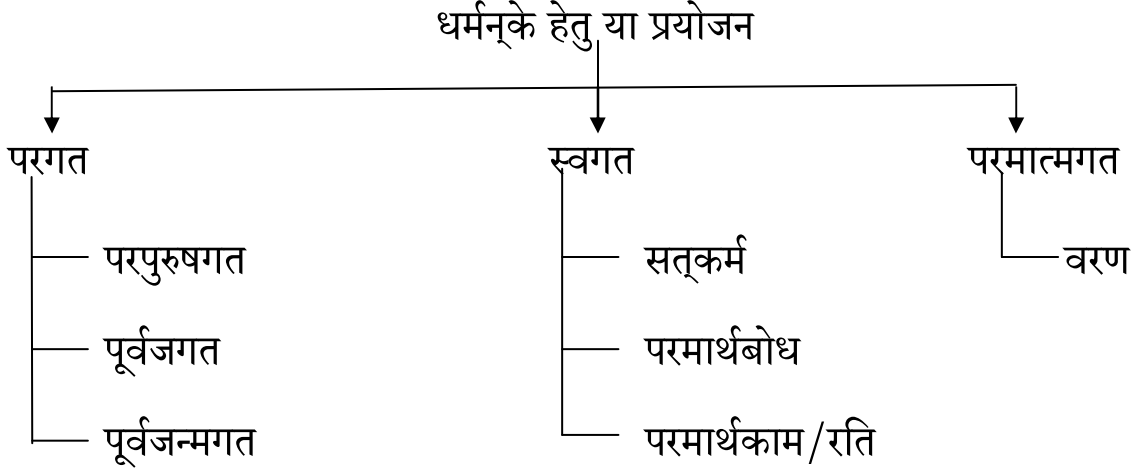 धर्मन्‌के हेतु या प्रयोजन
परगत स्वगत परमात्मगत
परपुरुषगत सत्‌कर्म वरण
पूर्वजगत परमार्थबोध
पूर्वजन्मगत परमार्थकाम/रति